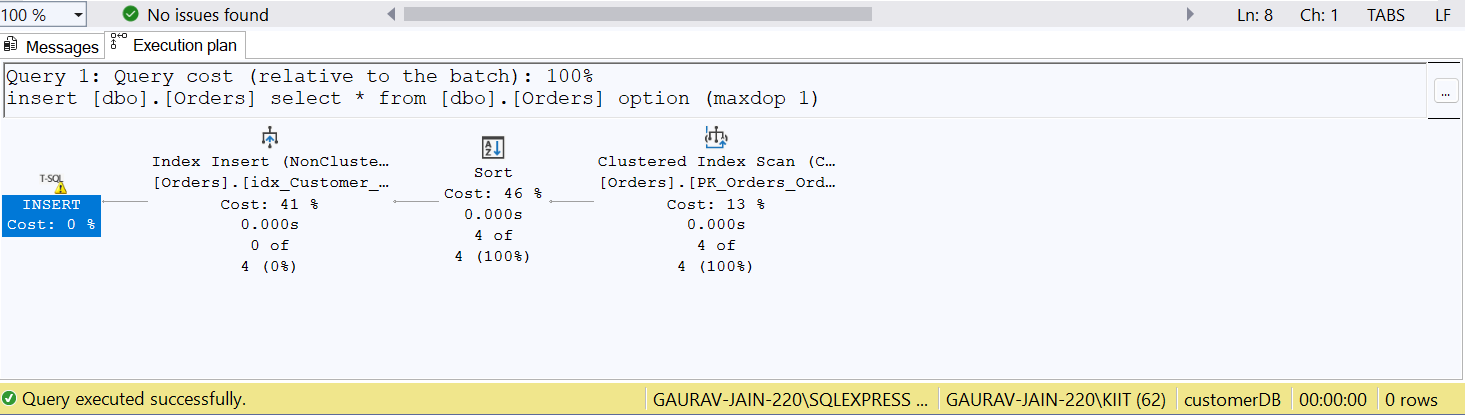 100 %
No issues found
Ln: 8
Ch: 1
TABS
LF
Messages
Execution plan
Query 1: Query cost (relative to the batch): 100%
insert [dbo].[Orders] select * from [dbo].[Orders] option (maxdop 1)
...
T-SQL
INSERT
Cost: 0 %
Index Insert (NonCluste…
[Orders].[idx_Customer_…
Cost: 41 %
0.000s
0 of
4 (0%)
Sort
Cost: 46 %
0.000s
4 of
4 (100%)
Clustered Index Scan (C…
[Orders].[PK_Orders_Ord…
Cost: 13 %
0.000s
4 of
4 (100%)
Query executed successfully.
GAURAV-JAIN-220\SQLEXPRESS ...
GAURAV-JAIN-220\KIIT (62)
customerDB
00:00:00
0 rows